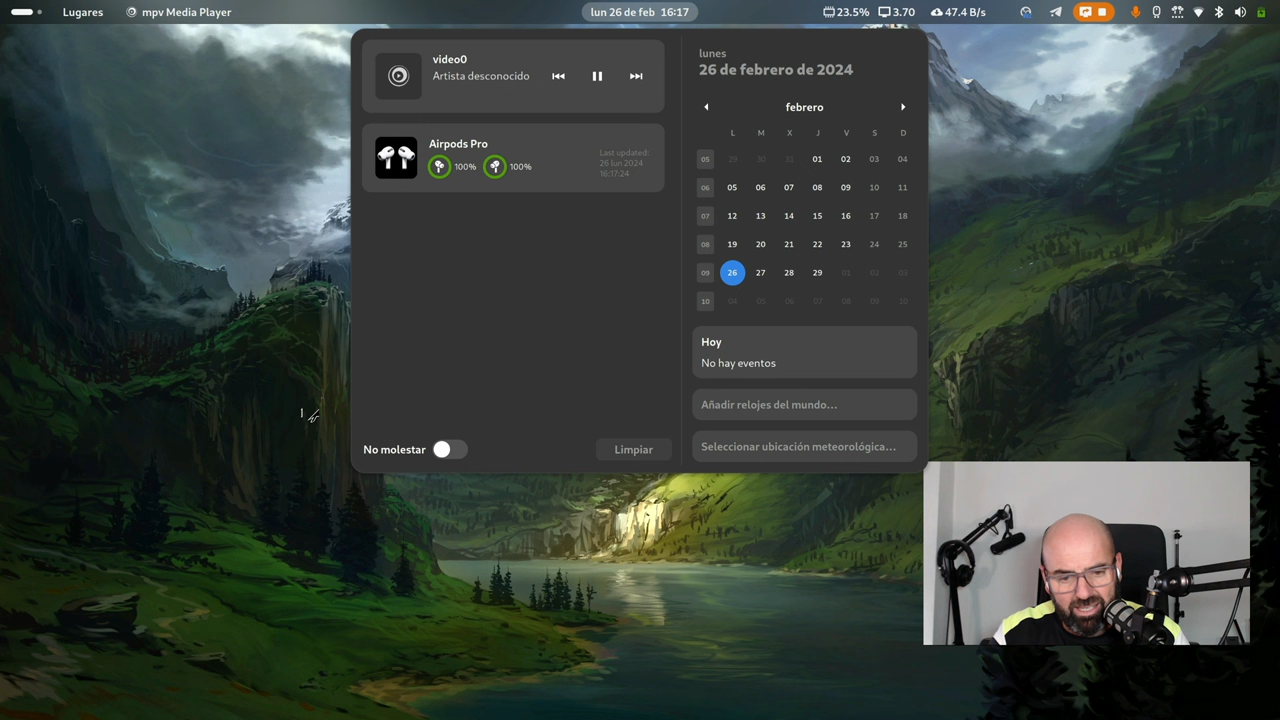 Lugares
mpv Media Player
lun 26 de feb 16:17
23.5%
3.70
47.4 B/s
video0
Artista desconocido
Airpods Pro
100%
100%
Last updated:
26 lun 2024
16:17:24
No molestar
Limpiar
lunes
26 de febrero de 2024
febrero
L M X J V S D
05 29 30 31 01 02 03 04
06 05 06 07 08 09 10 11
07 12 13 14 15 16 17 18
08 19 20 21 22 23 24 25
09 26 27 28 29 01 02 03
10 04 05 06 07 08 09 10
Hoy
No hay eventos
Añadir relojes del mundo...
Seleccionar ubicación meteorológica...